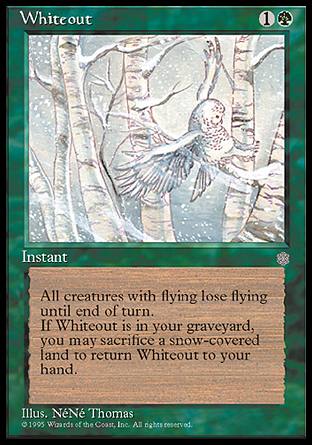 Whiteout 1
Instant
All creatures with flying lose flying
until end of turn.
If Whiteout is in your graveyard,
you may sacrifice a snow-covered
land to return Whiteout to your
hand.
Illus. NéNé Thomas
©1995 Wizards of the Coast, Inc. All rights reserved.